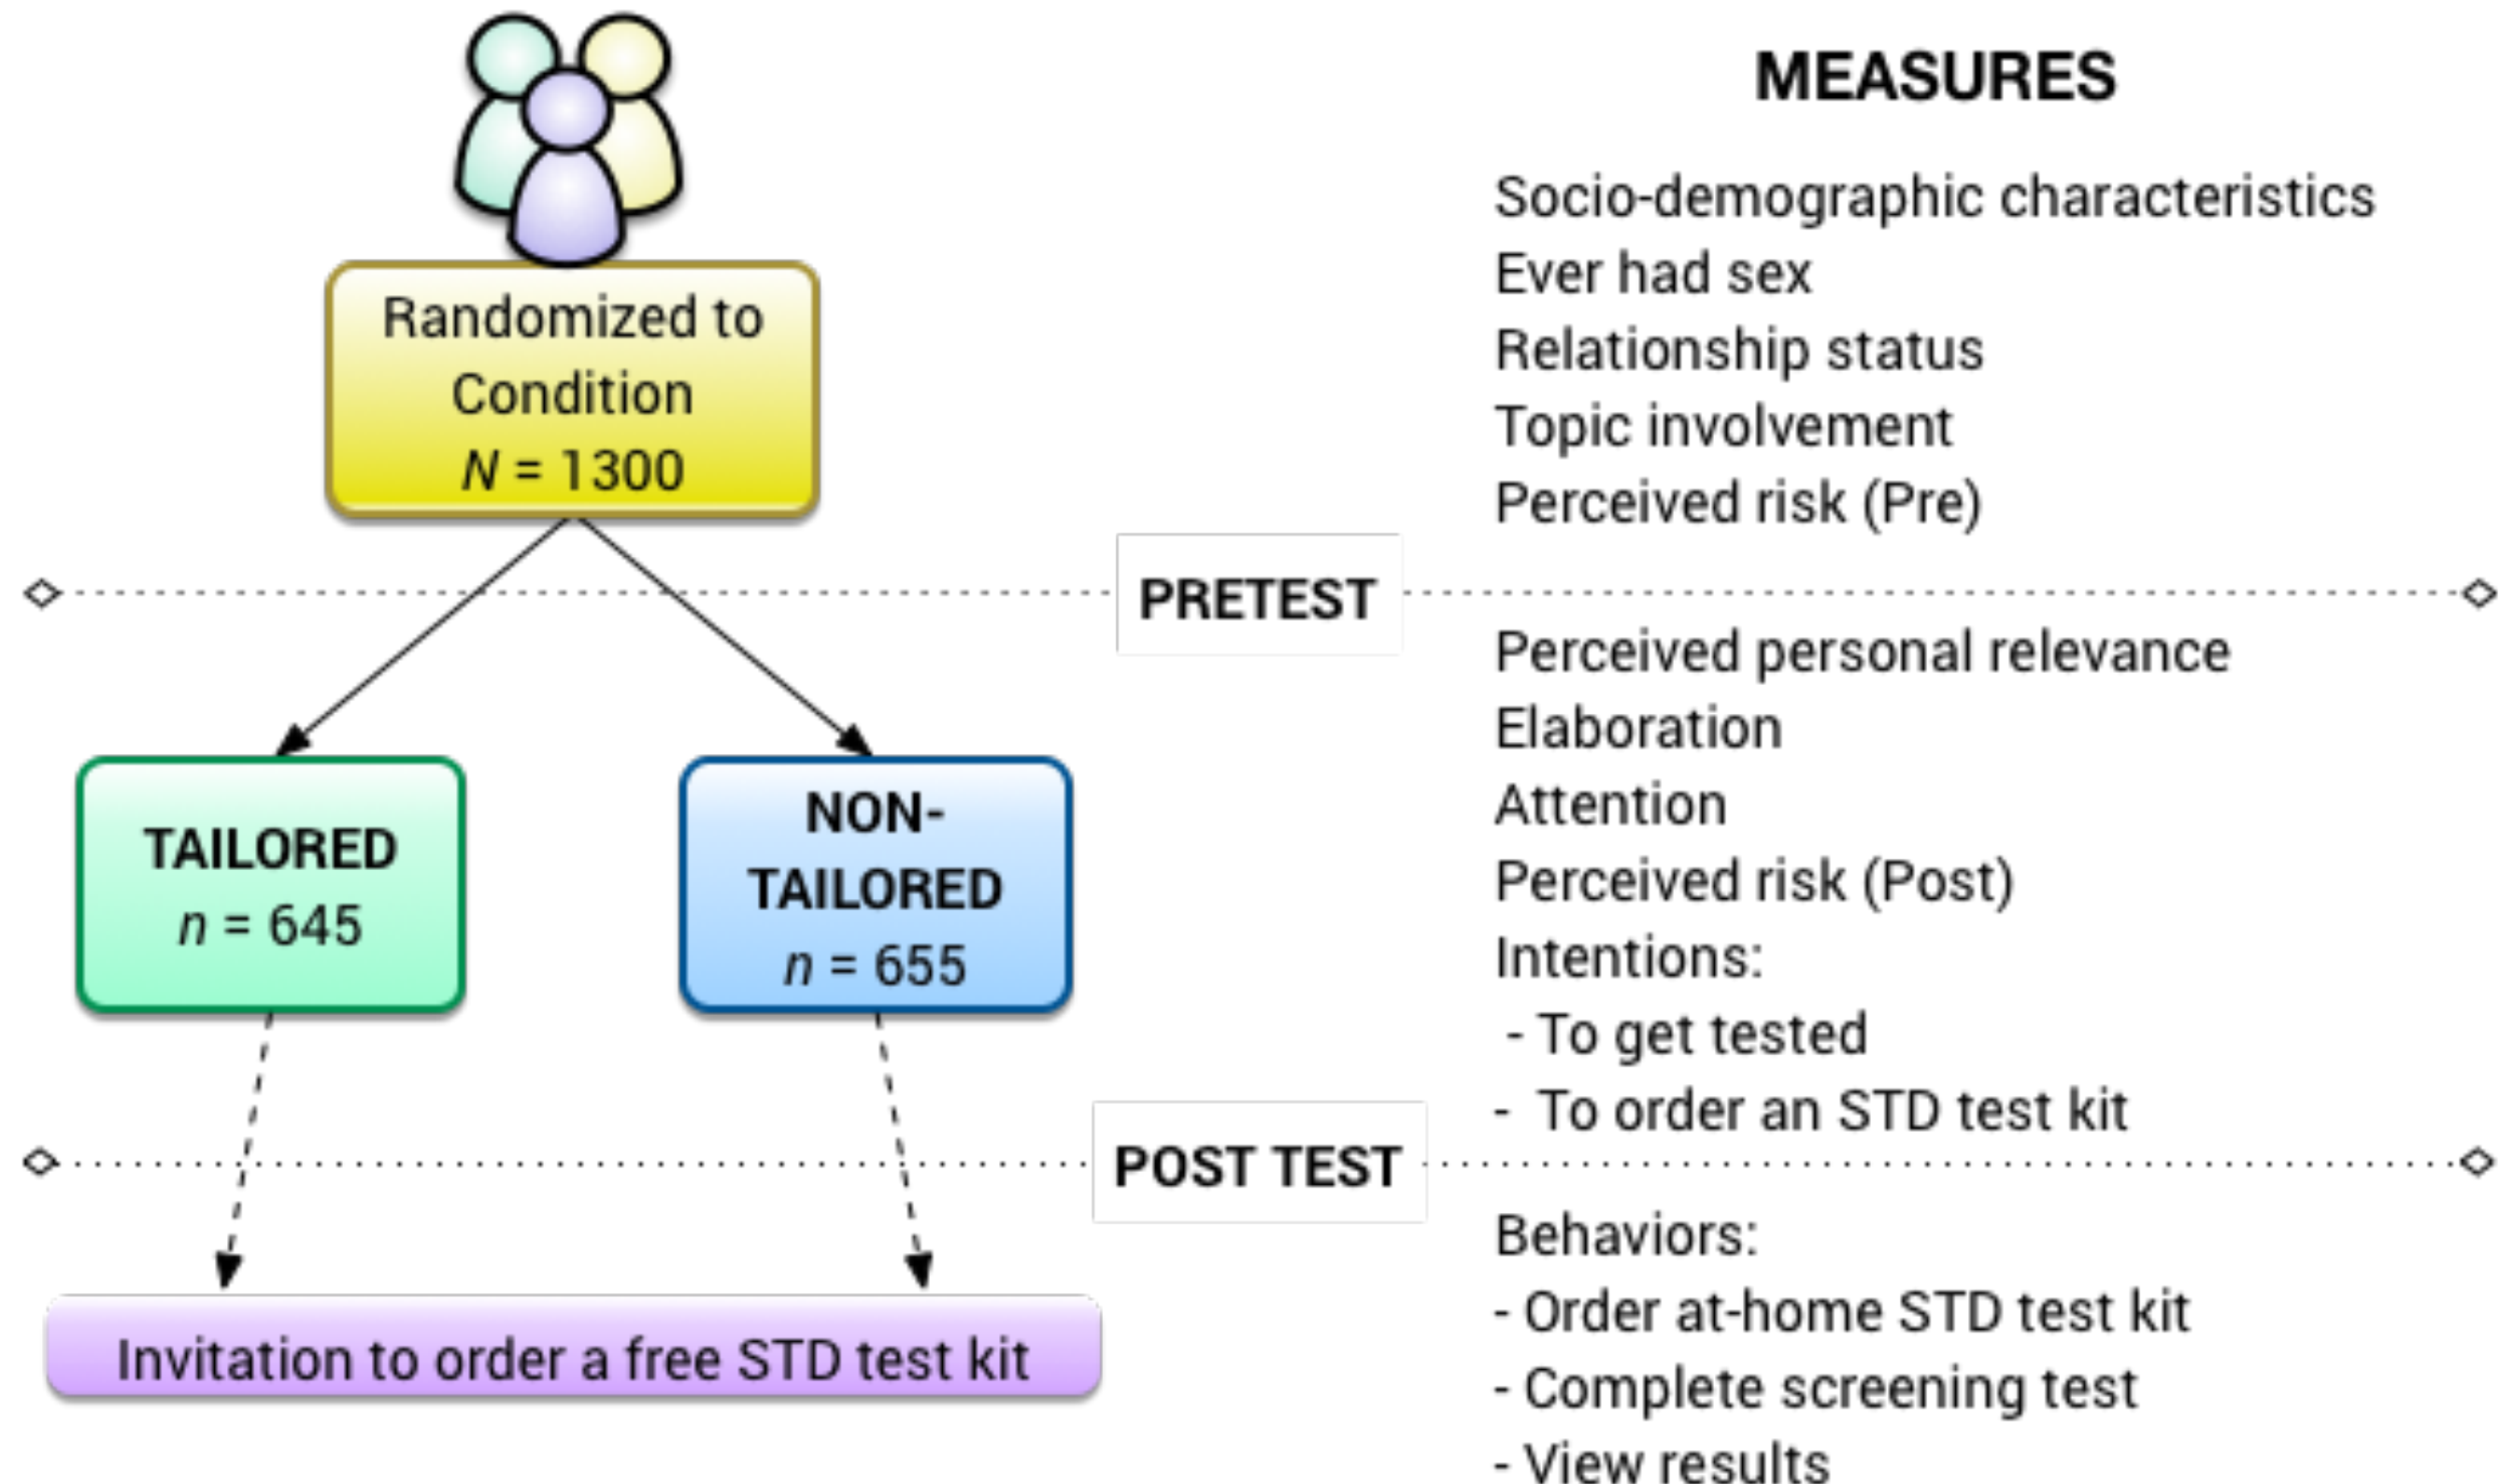 MEASURES
Randomized to
Condition
N = 1300
Socio-demographic characteristics
Ever had sex
Relationship status
Topic involvement
Perceived risk (Pre)
PRETEST
TAILORED
n = 645
NON-
TAILORED
n = 655
Perceived personal relevance
Elaboration
Attention
Perceived risk (Post)
Intentions:
- To get tested
- To order an STD test kit
POST TEST
Invitation to order a free STD test kit
Behaviors:
- Order at-home STD test kit
- Complete screening test
- View results